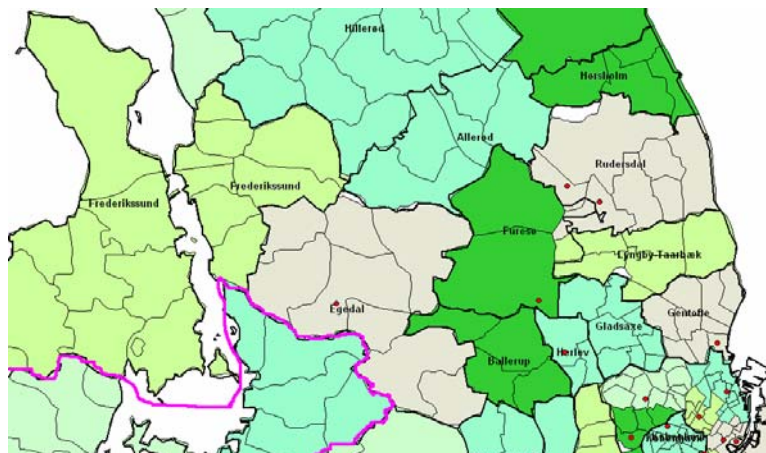 Hillerød
Hørsholm
Allerød
Rudersdal
Frederikssund
Frederikssund
Furesø
Lyngby-Taarbæk
Egedal
Gentofte
Gladsaxe
Herlev
Ballerup